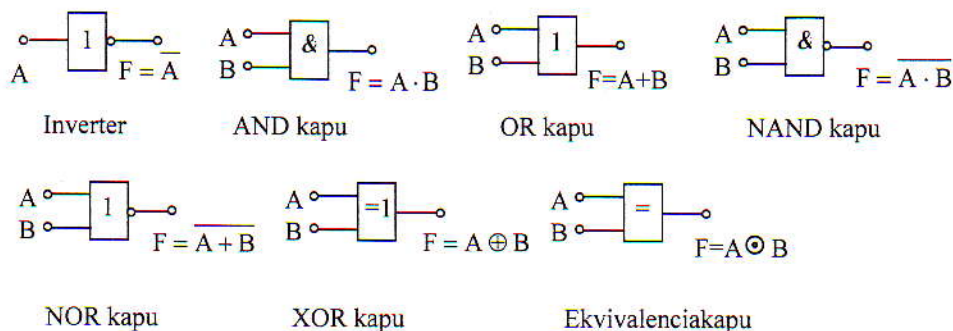 1
A
F = A̅
Inverter
A
B
&
F = A · B
AND kapu
A
B
1
F=A+B
OR kapu
A
B
&
F = A̅ ̅·̅ ̅B̅
NAND kapu
A
B
1
F = A̅ ̅+̅ ̅B̅
NOR kapu
A
B
=1
F = A ⊕ B
XOR kapu
A
B
=
F=A ⊙ B
Ekvivalenciakapu